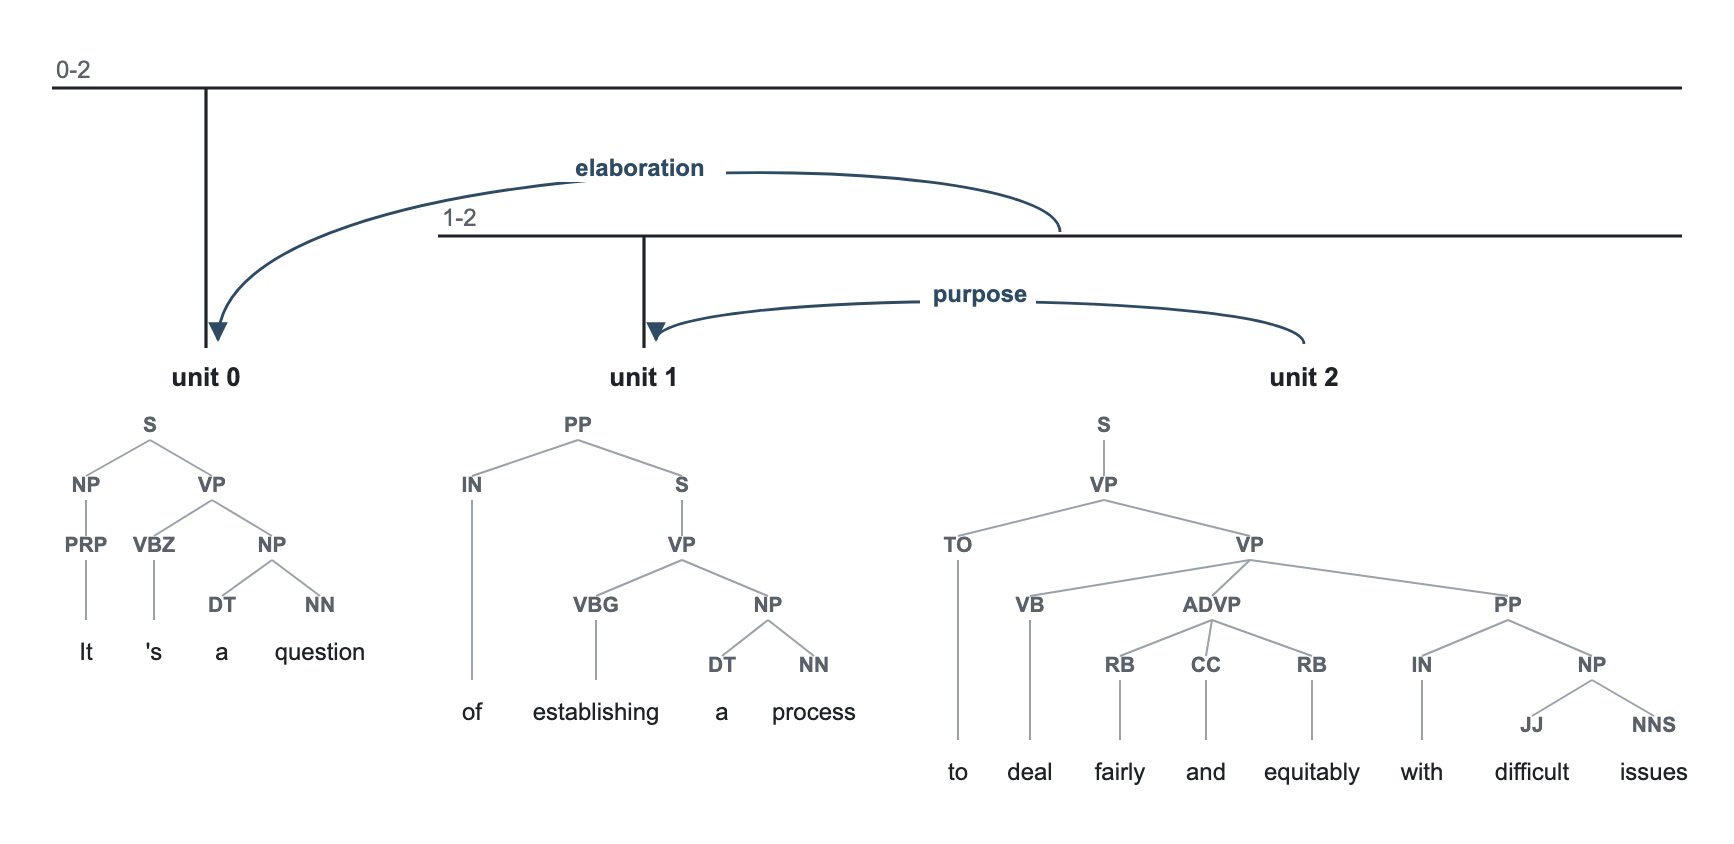 0-2
elaboration
1-2
purpose
unit 0 unit 1 unit 2
S PP S
NP VP IN S VP
PRP VBZ NP VP TO VP
DT NN VBG NP VB ADVP PP
It 's a question DT NN RB CC RB IN NP
of establishing a process JJ NNS
to deal fairly and equitably with difficult issues